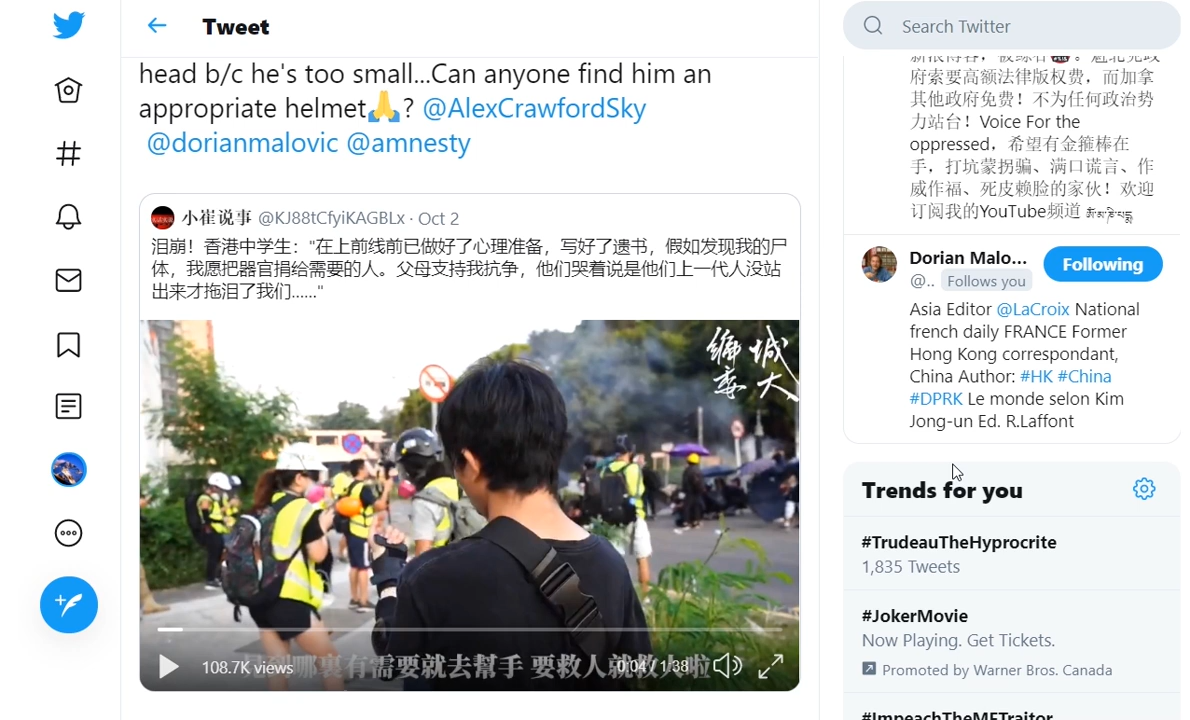 Tweet
head b/c he's too small...Can anyone find him an
appropriate helmet🙏? @AlexCrawfordSky
@dorianmalovic @amnesty
小崔说事 @KJ88tCfyiKAGBLx · Oct 2
泪崩！香港中学生："在上前线前已做好了心理准备，写好了遗书，假如发现我的尸
体，我愿把器官捐给需要的人。父母支持我抗争，他们哭着说是他们上一代人没站
出来才拖泪了我们......"
城大
編委
哪裏有需要就去幫手 要救人就救人啦
108.7K views
0:04 / 1:38
Search Twitter
府索要高额法律版权费，而加拿
其他政府免费！不为任何政治势
力站台！Voice For the
oppressed，希望有金箍棒在
手，打坑蒙拐骗、满口谎言、作
威作福、死皮赖脸的家伙！欢迎
订阅我的YouTube频道
Dorian Malo...
Following
@..
Follows you
Asia Editor @LaCroix National
french daily FRANCE Former
Hong Kong correspondant,
China Author: #HK #China
#DPRK Le monde selon Kim
Jong-un Ed. R.Laffont
Trends for you
#TrudeauTheHyprocrite
1,835 Tweets
#JokerMovie
Now Playing. Get Tickets.
Promoted by Warner Bros. Canada
#ImpeachTheMFTraitor